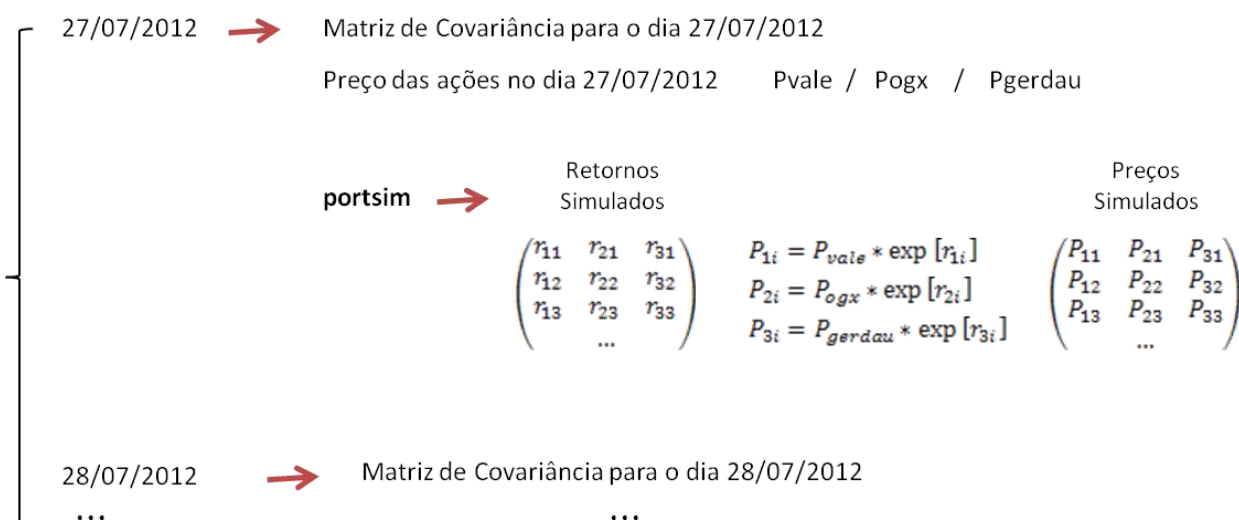 27/07/2012 Matriz de Covariância para o dia 27/07/2012
Preço das ações no dia 27/07/2012 Pvale / Pogx / Pgerdau
Retornos Preços
portsim Simulados Simulados
r11 r21 r31 P1i = Pvale * exp [r1i] P11 P21 P31
r12 r22 r32 P2i = Pogx * exp [r2i] P12 P22 P32
r13 r23 r33 P3i = Pgerdau * exp [r3i] P13 P23 P33
... ...
28/07/2012 Matriz de Covariância para o dia 28/07/2012
... ...